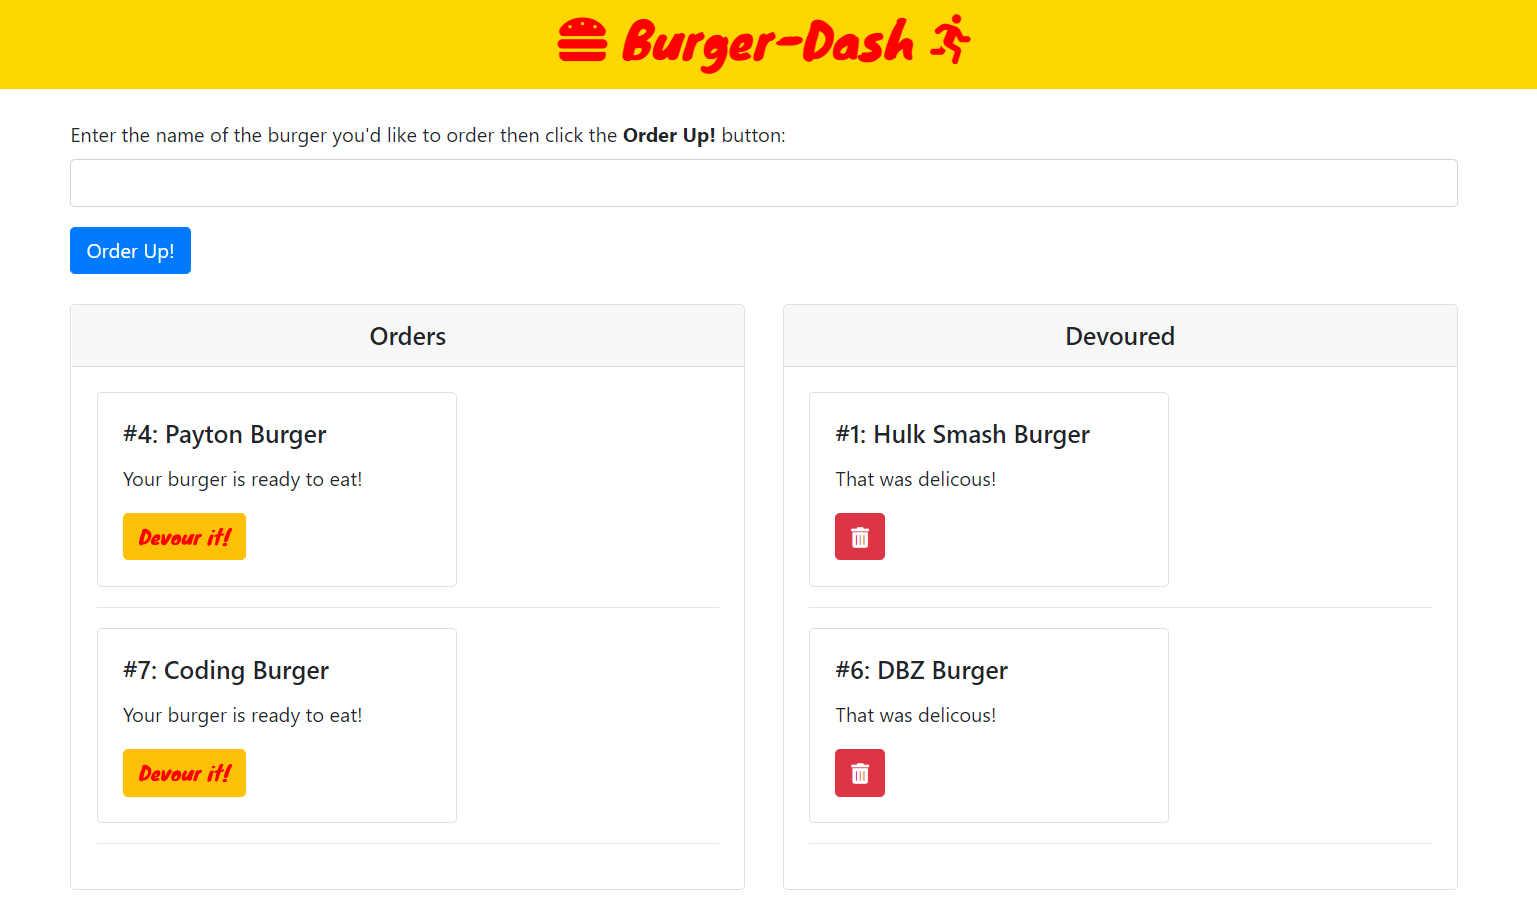 Burger-Dash
Enter the name of the burger you'd like to order then click the Order Up! button:
Order Up!
Orders
#4: Payton Burger
Your burger is ready to eat!
Devour it!
#7: Coding Burger
Your burger is ready to eat!
Devour it!
Devoured
#1: Hulk Smash Burger
That was delicous!
#6: DBZ Burger
That was delicous!